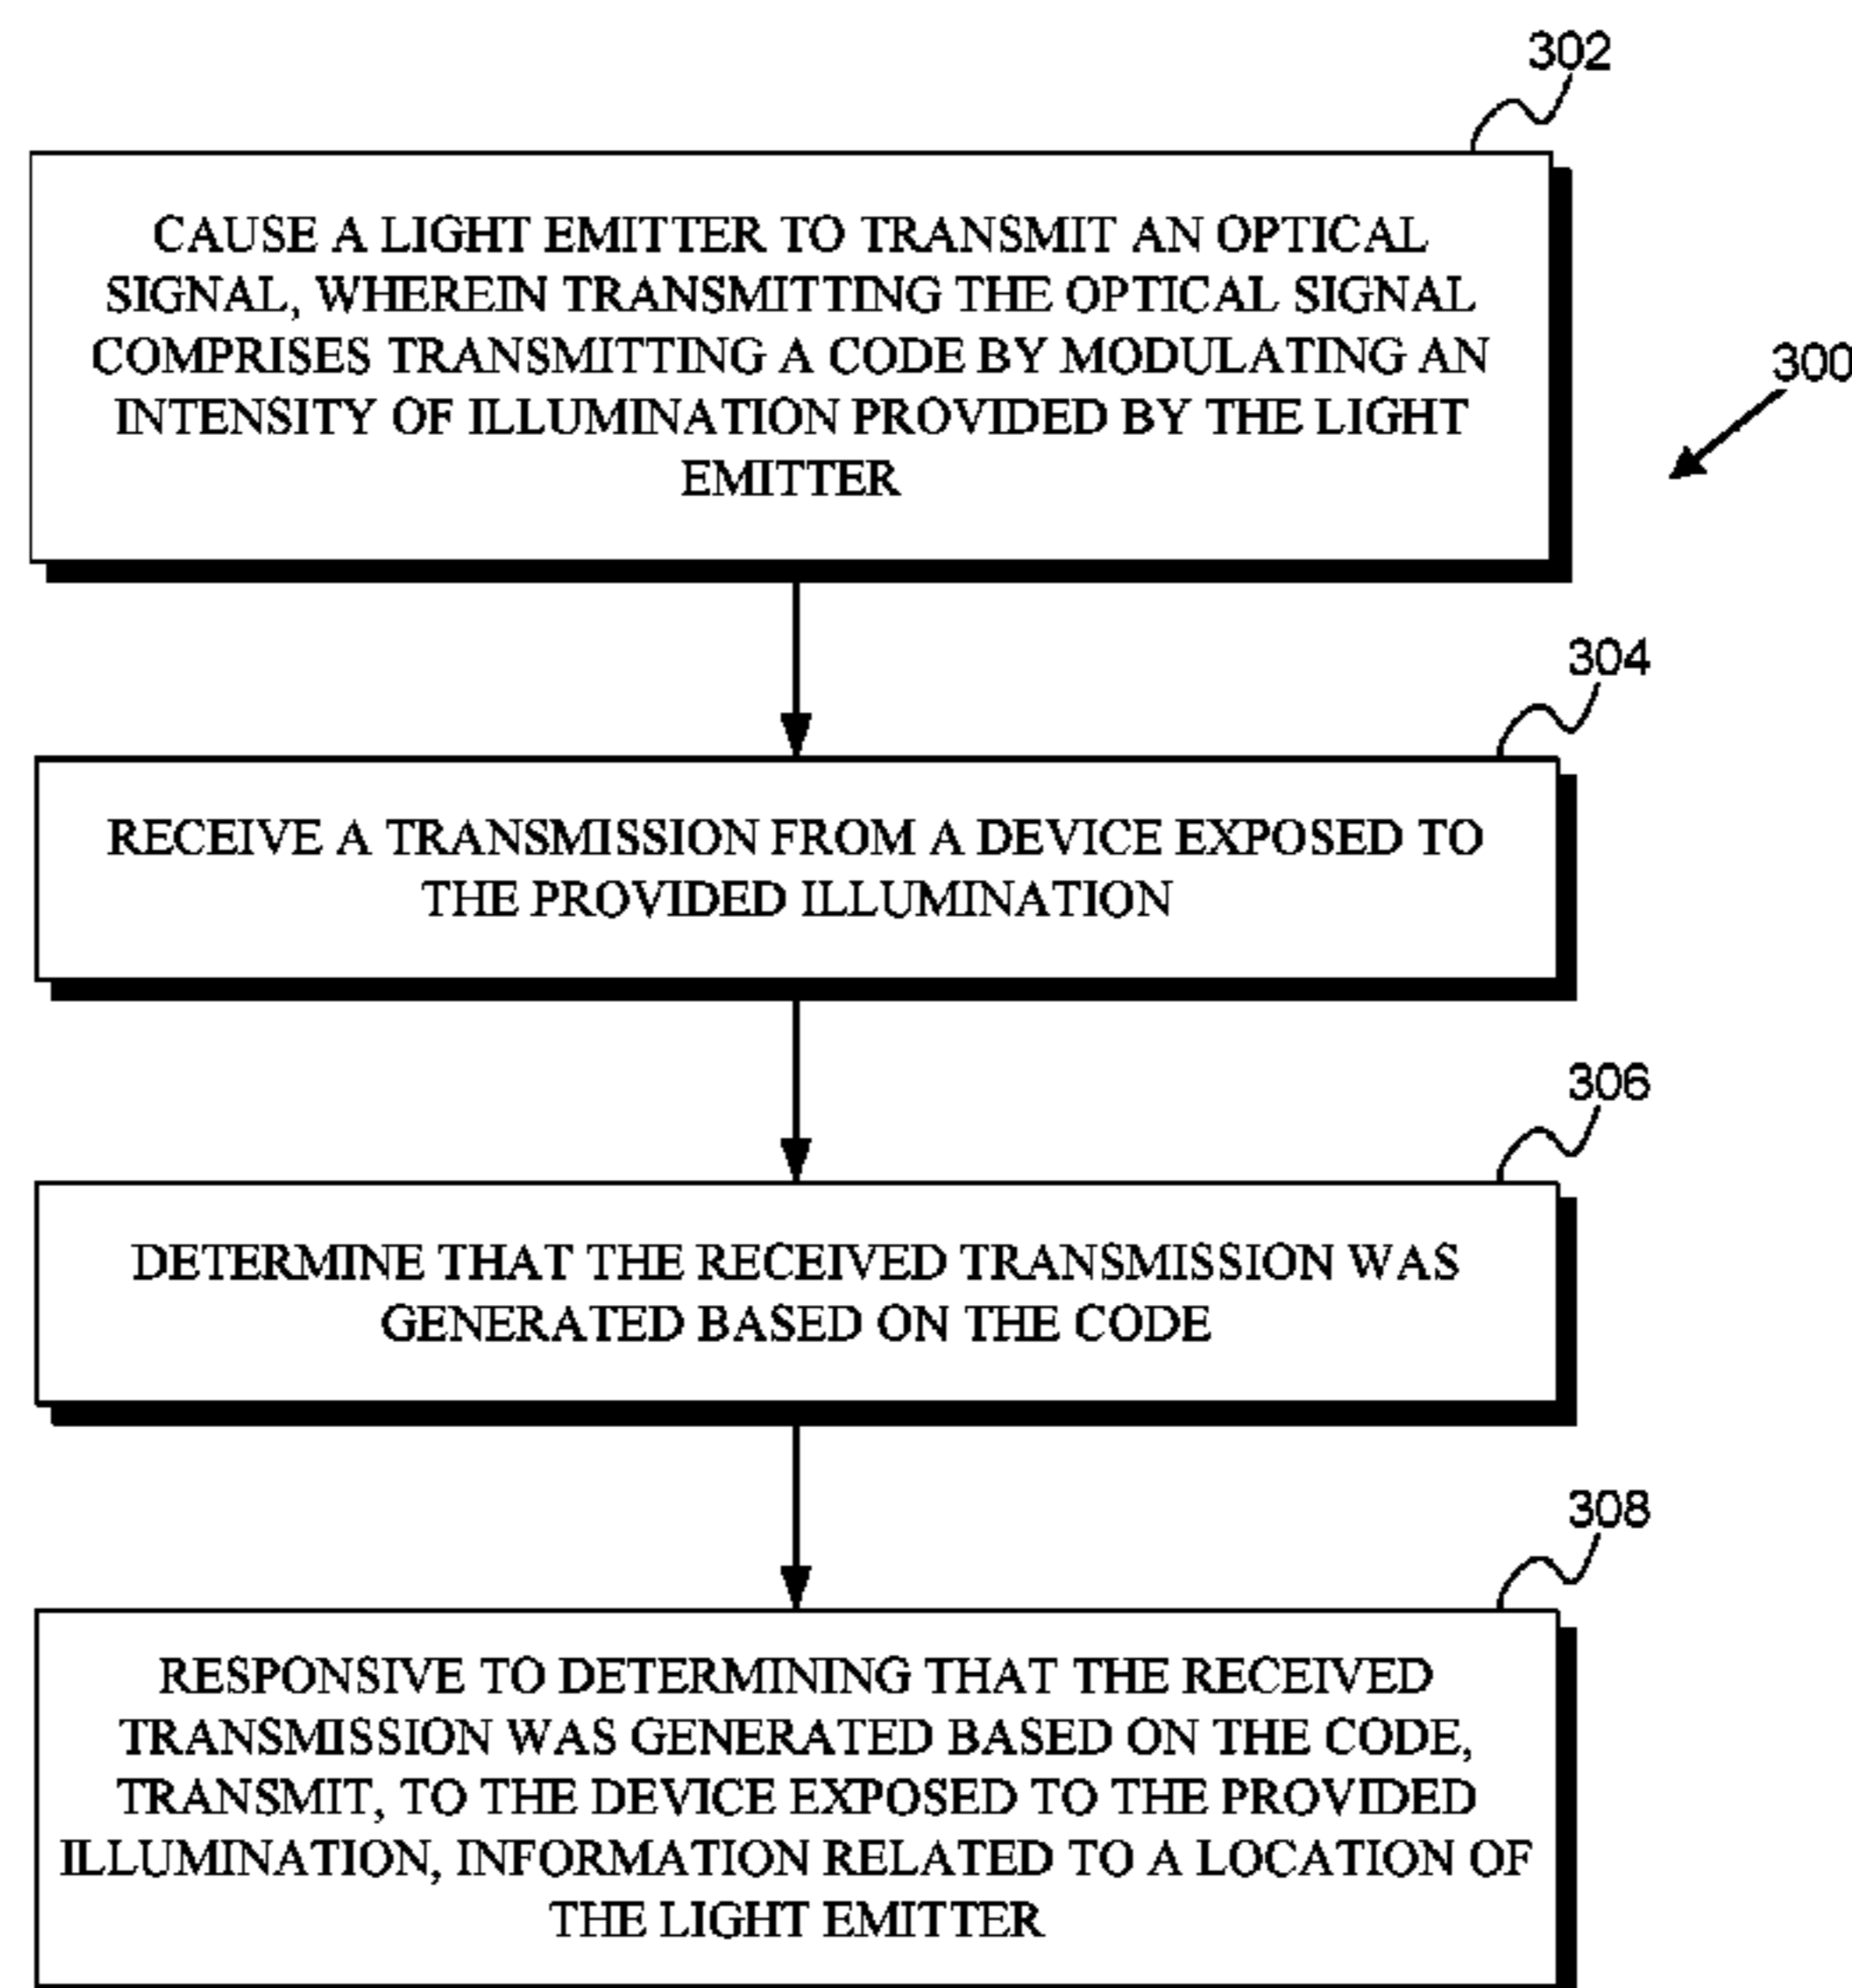 302
CAUSE A LIGHT EMITTER TO TRANSMIT AN OPTICAL
SIGNAL, WHEREIN TRANSMITTING THE OPTICAL SIGNAL
COMPRISES TRANSMITTING A CODE BY MODULATING AN
INTENSITY OF ILLUMINATION PROVIDED BY THE LIGHT
EMITTER
300
304
RECEIVE A TRANSMISSION FROM A DEVICE EXPOSED TO
THE PROVIDED ILLUMINATION
306
DETERMINE THAT THE RECEIVED TRANSMISSION WAS
GENERATED BASED ON THE CODE
308
RESPONSIVE TO DETERMINING THAT THE RECEIVED
TRANSMISSION WAS GENERATED BASED ON THE CODE,
TRANSMIT, TO THE DEVICE EXPOSED TO THE PROVIDED
ILLUMINATION, INFORMATION RELATED TO A LOCATION OF
THE LIGHT EMITTER